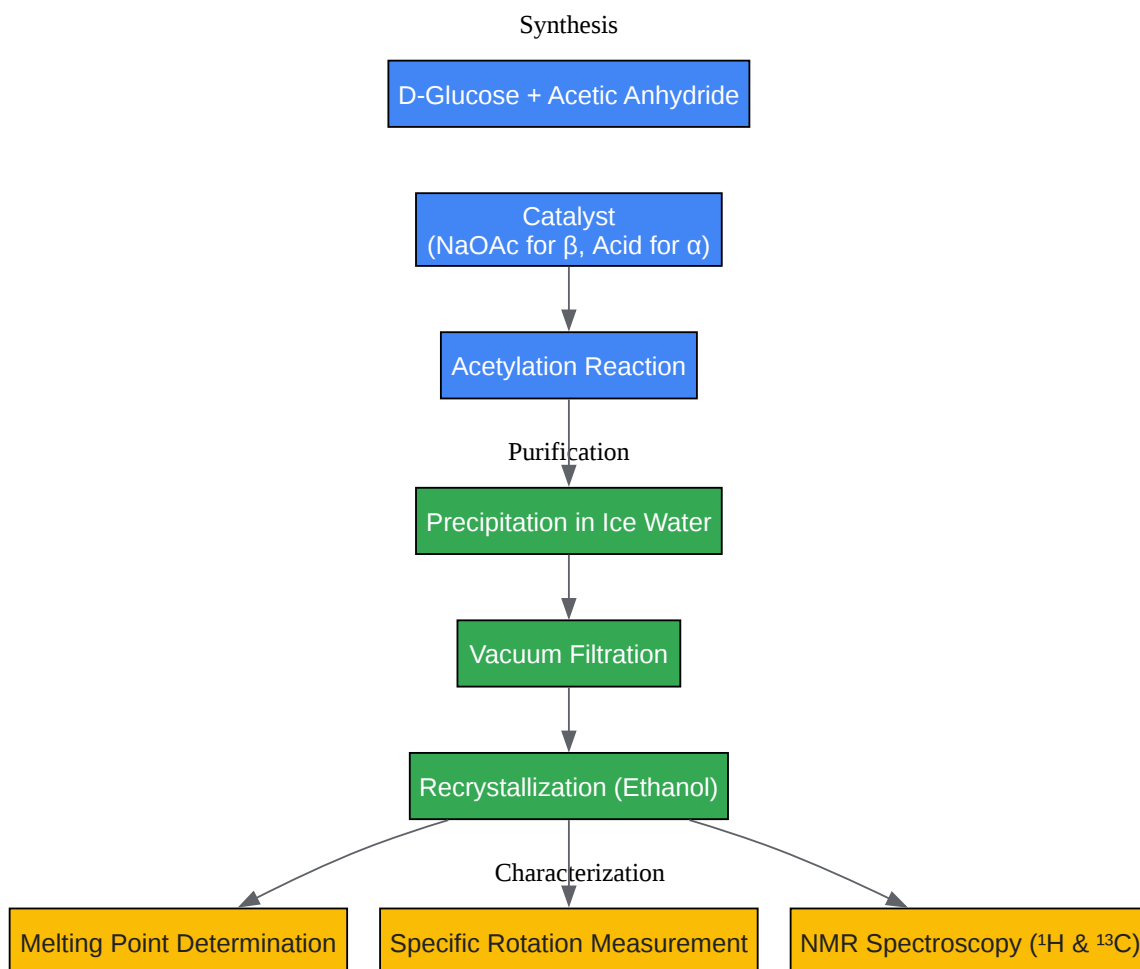 Synthesis
D-Glucose + Acetic Anhydride
Catalyst
(NaOAc for β, Acid for α)
Acetylation Reaction
Purification
Precipitation in Ice Water
Vacuum Filtration
Recrystallization (Ethanol)
Characterization
Melting Point Determination
Specific Rotation Measurement
NMR Spectroscopy (¹H & ¹³C)